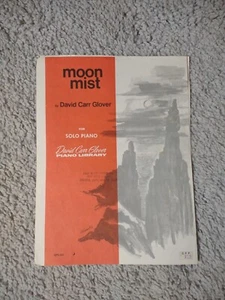 moon
mist
by David Carr Glover
FOR
SOLO PIANO
David Carr Glover
PIANO LIBRARY